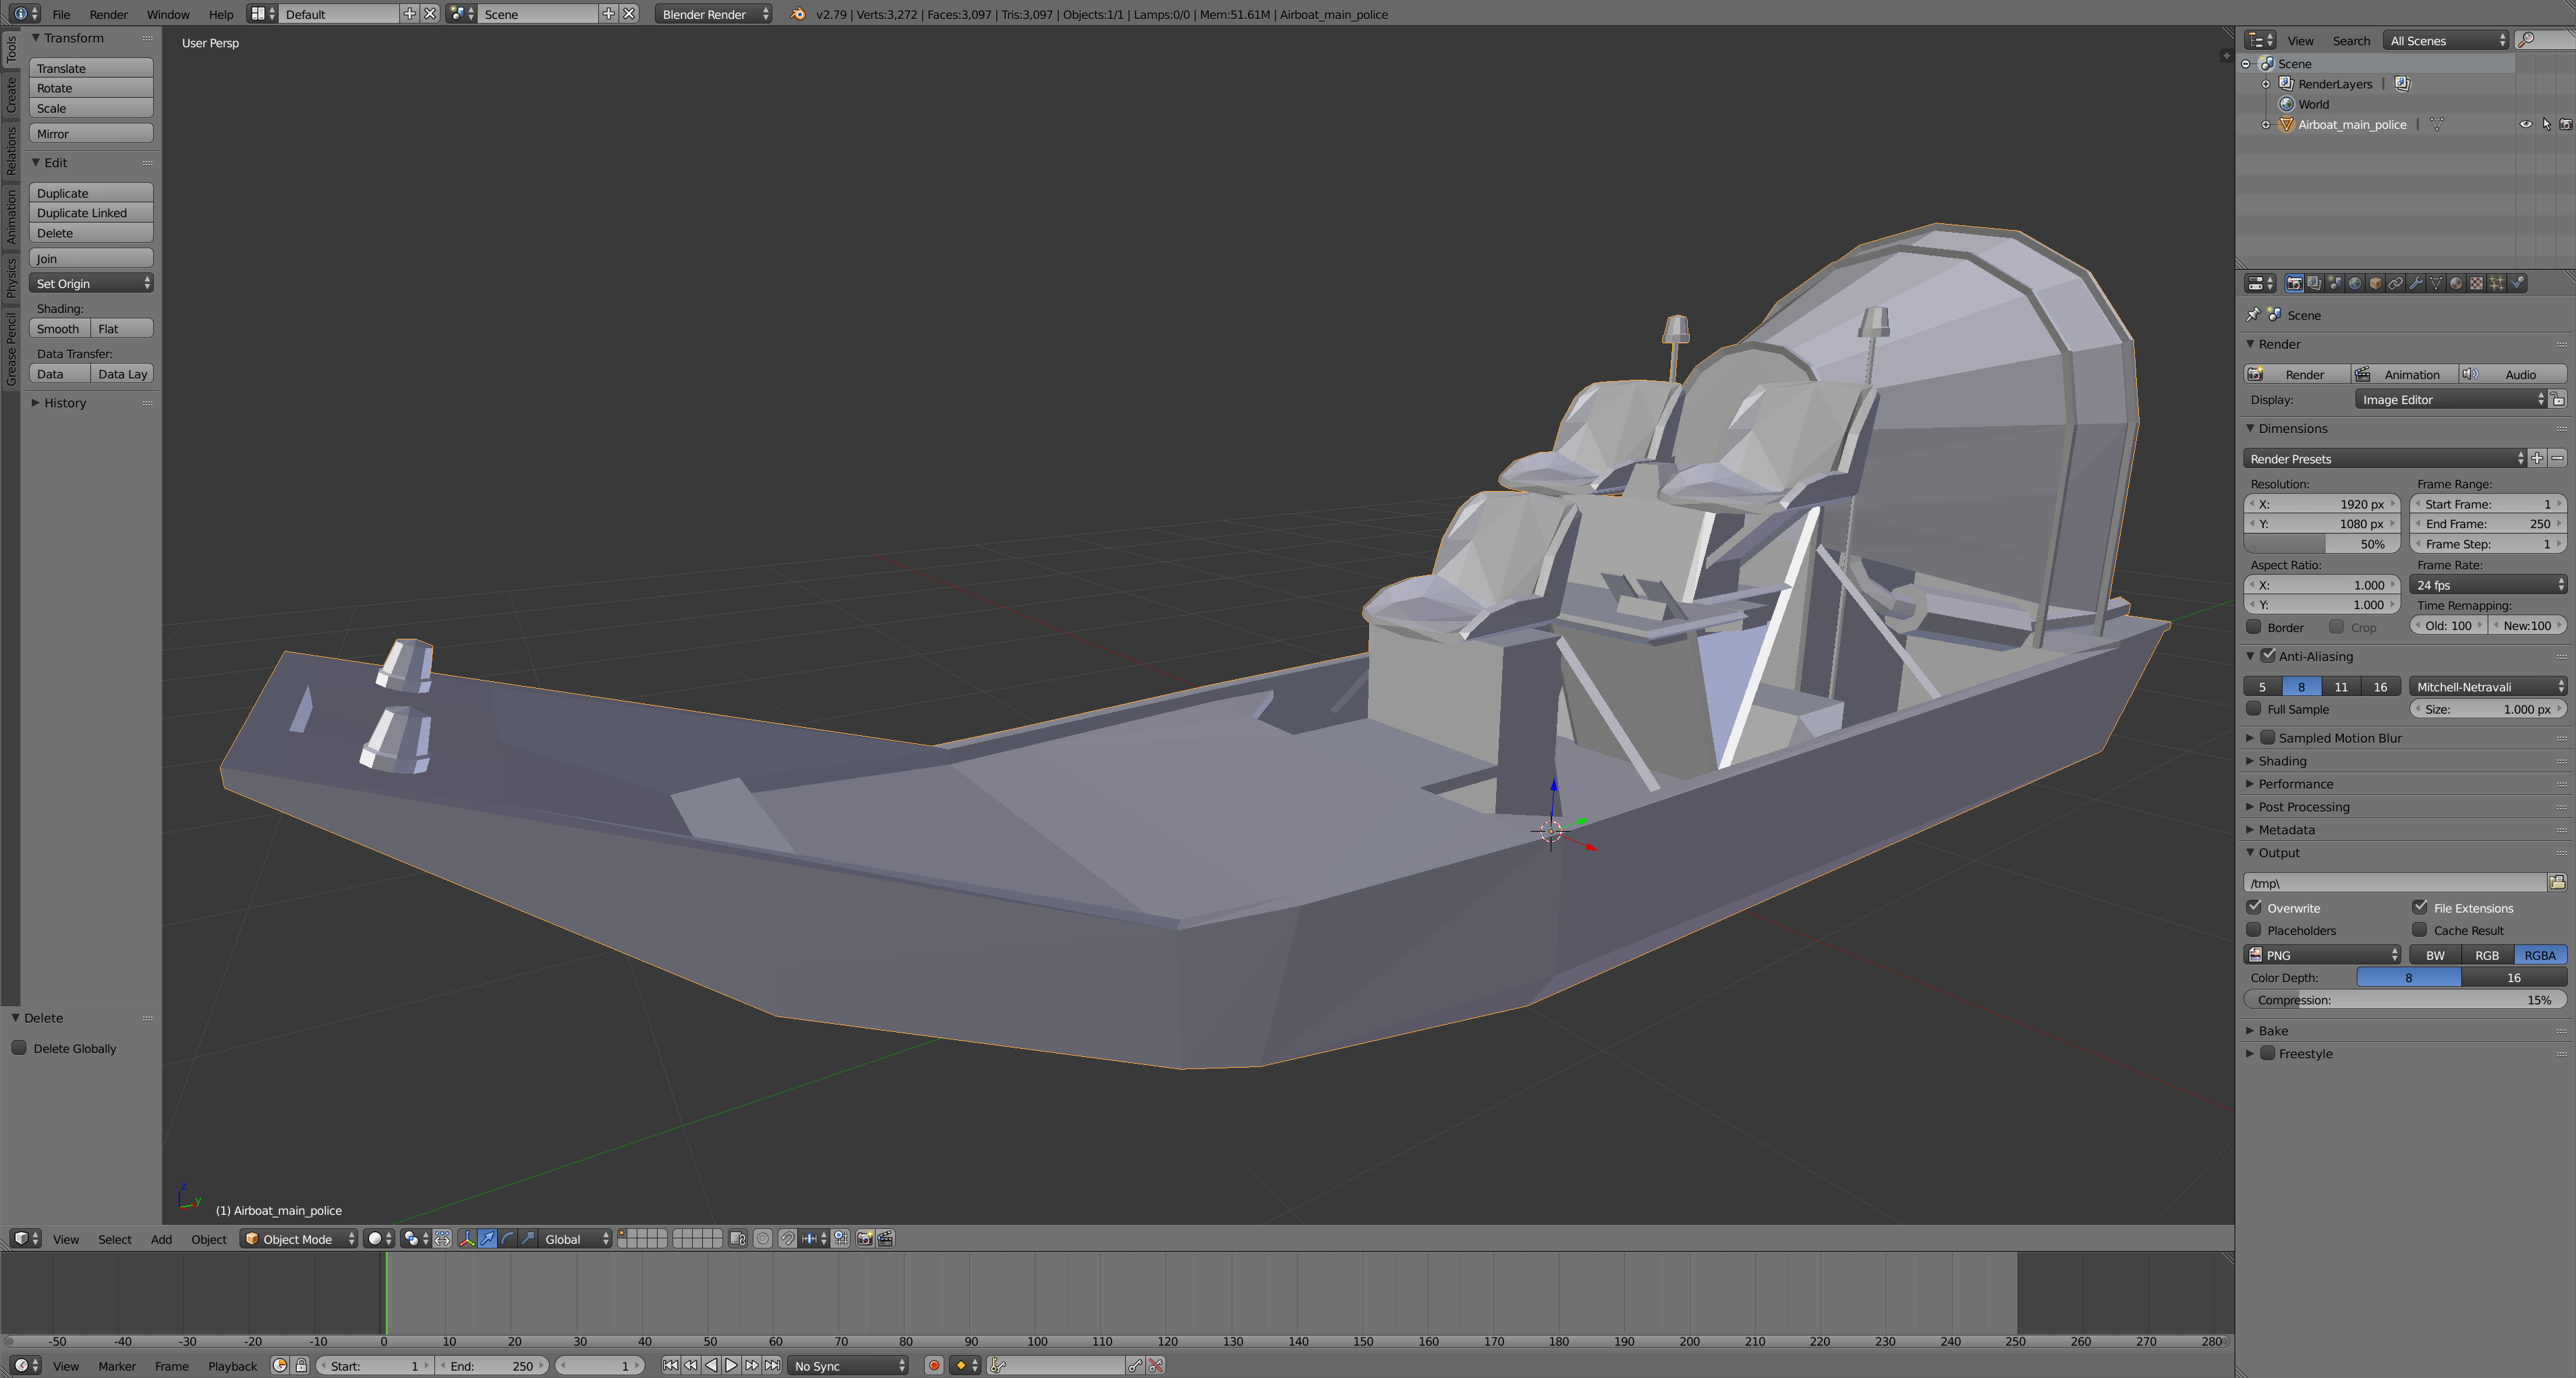 File Render Window Help Default Scene Blender Render v2.79 | Verts:3,272 | Faces:3,097 | Tris:3,097 | Objects:1/1 | Lamps:0/0 | Mem:51.61M | Airboat_main_police
Tools
Create
Relations
Animation
Physics
Grease Pencil
Transform
Translate
Rotate
Scale
Mirror
Edit
Duplicate
Duplicate Linked
Delete
Join
Set Origin
Shading:
Smooth Flat
Data Transfer:
Data Data Lay
History
Delete
Delete Globally
User Persp
z
y
(1) Airboat_main_police
View Select Add Object Object Mode Global
-50 -40 -30 -20 -10 0 10 20 30 40 50 60 70 80 90 100 110 120 130 140 150 160 170 180 190 200 210 220 230 240 250 260 270 280
View Marker Frame Playback Start: 1 End: 250 1 No Sync
View Search All Scenes
Scene
RenderLayers |
World
Airboat_main_police |
Scene
Render
Render Animation Audio
Display: Image Editor
Dimensions
Render Presets
Resolution: Frame Range:
X: 1920 px Start Frame: 1
Y: 1080 px End Frame: 250
50% Frame Step: 1
Aspect Ratio: Frame Rate:
X: 1.000 24 fps
Y: 1.000 Time Remapping:
Border Crop Old: 100 New:100
Anti-Aliasing
5 8 11 16 Mitchell-Netravali
Full Sample Size: 1.000 px
Sampled Motion Blur
Shading
Performance
Post Processing
Metadata
Output
/tmp\
Overwrite File Extensions
Placeholders Cache Result
PNG BW RGB RGBA
Color Depth: 8 16
Compression: 15%
Bake
Freestyle